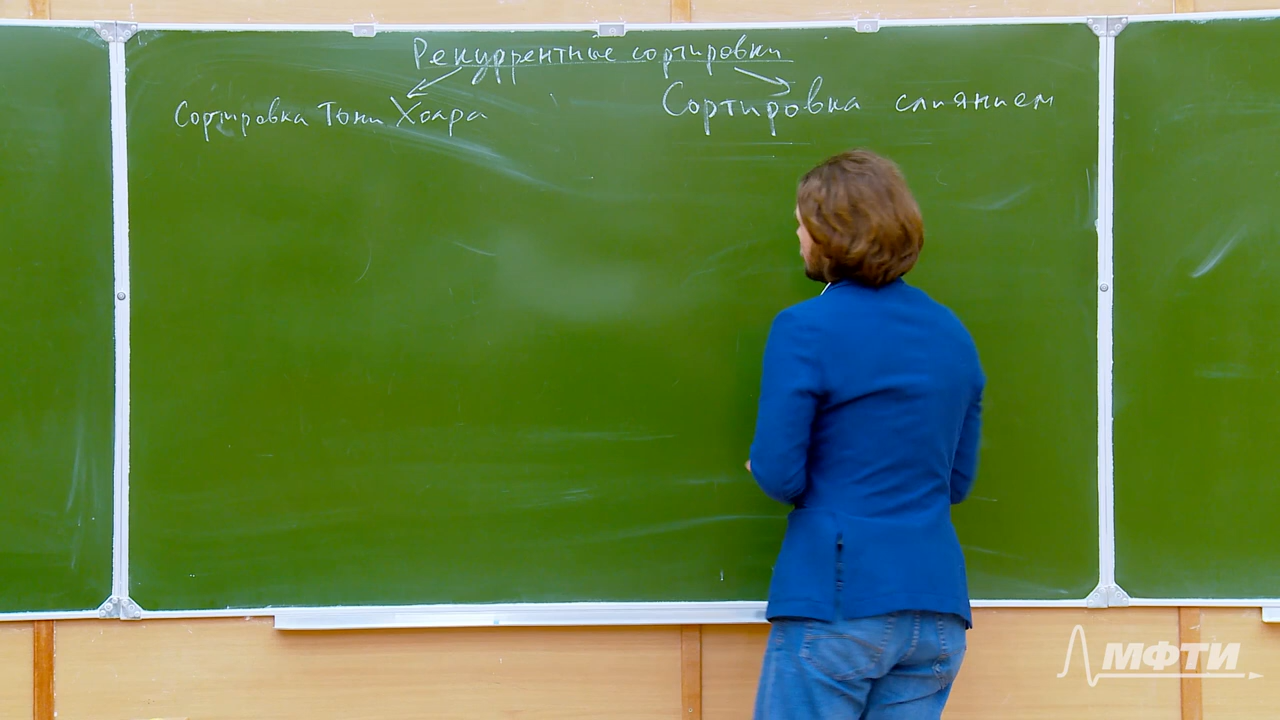 Рекуррентные сортировки
Сортировка Тони Хоара
Сортировка слиянием
МФТИ